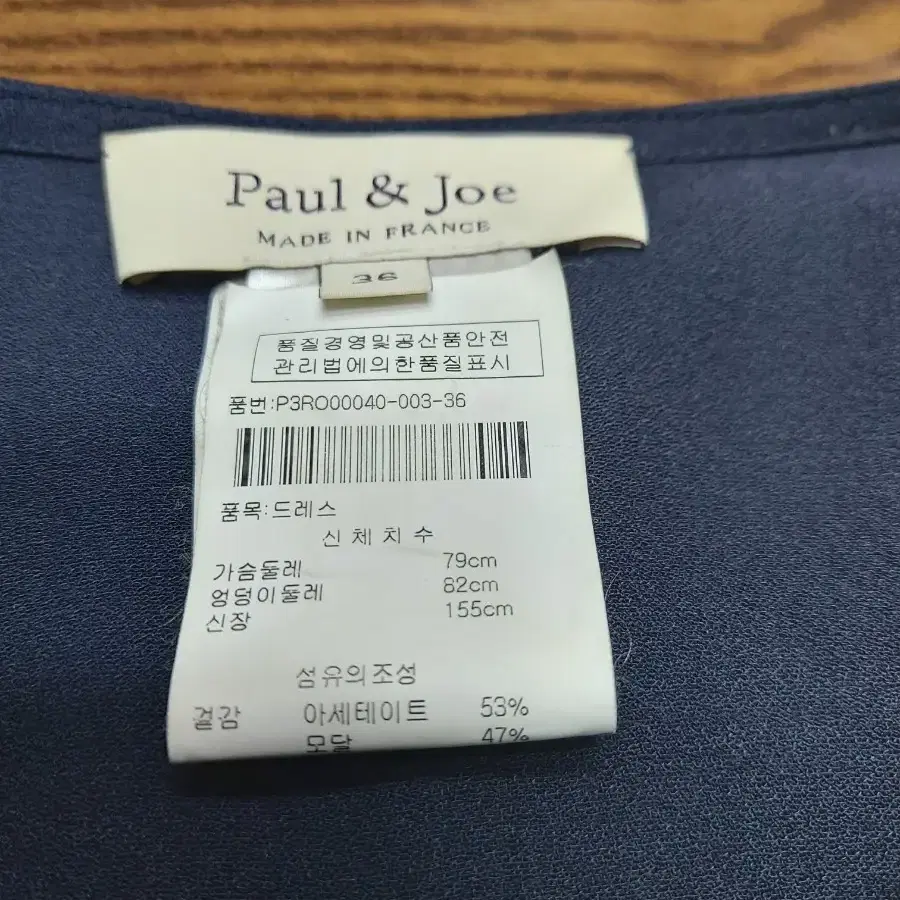 Paul & Joe
MADE IN FRANCE
36
품질경영및공산품안전
관리법에의한품질표시
품번:P3RO00040-003-36
품목:드레스
신체치수
가슴둘레 79cm
엉덩이둘레 82cm
신장 155cm
섬유의조성
겉감 아세테이트 53%
모달 47%